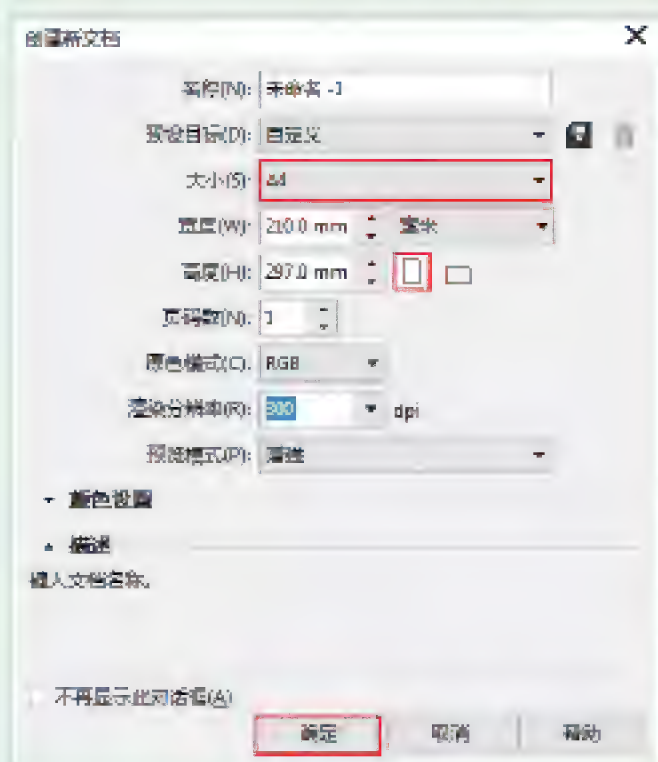 创建新文档
名称(N): 未命名 -1
预设目标(D): 自定义
大小(S): A4
宽度(W): 210.0 mm 毫米
高度(H): 297.0 mm
页码数(N): 1
原色模式(C): RGB
渲染分辨率(R): 300 dpi
预览模式(P): 增强
颜色设置
描述
键入文档名称。
不再显示此对话框(A)
确定 取消 帮助